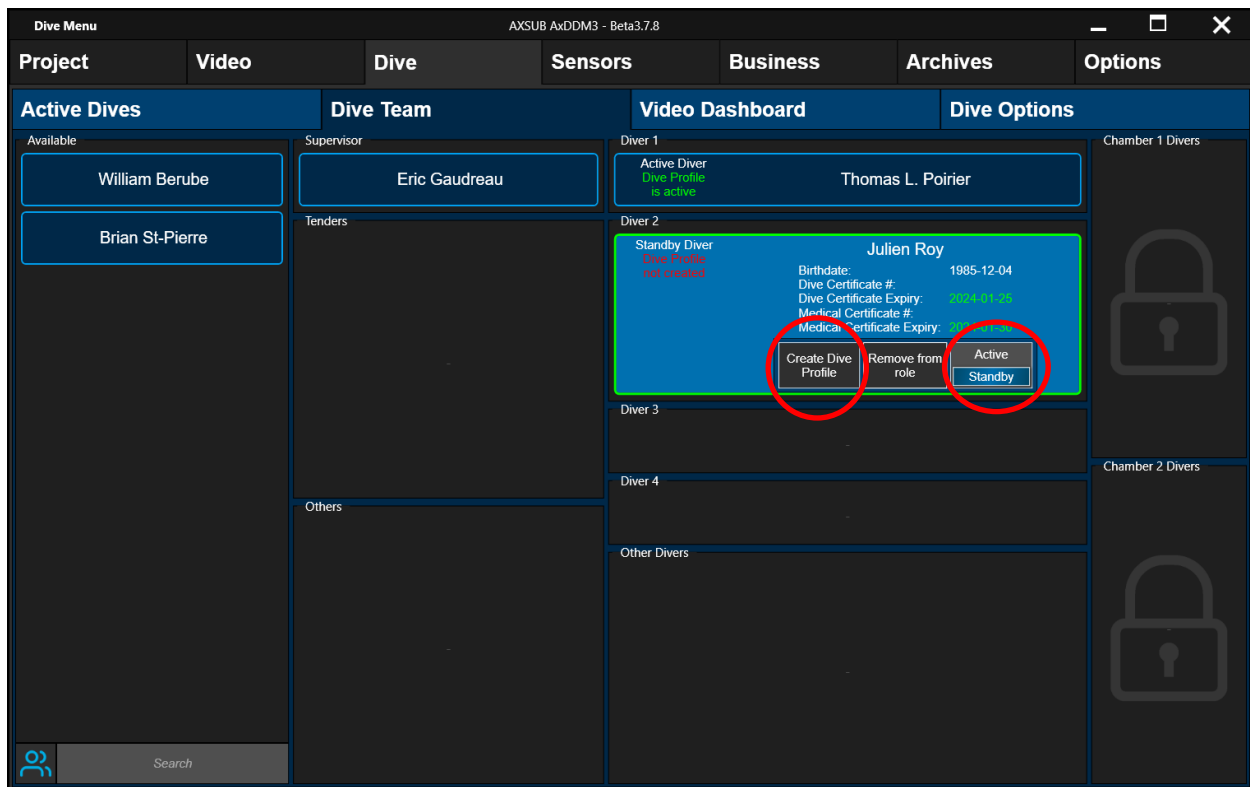 Dive Menu
AXSUB AxDDM3 - Beta3.7.8
Project
Video
Dive
Sensors
Business
Archives
Options
Active Dives
Dive Team
Video Dashboard
Dive Options
Available
William Berube
Brian St-Pierre
Search
Supervisor
Eric Gaudreau
Tenders
-
Others
-
Diver 1
Active Diver
Dive Profile
is active
Thomas L. Poirier
Diver 2
Standby Diver
Dive Profile
not created
Julien Roy
Birthdate: 1985-12-04
Dive Certificate #:
Dive Certificate Expiry: 2024-01-25
Medical Certificate #:
Medical Certificate Expiry: 2024-01-30
Create Dive
Profile
Remove from
role
Active
Standby
Diver 3
-
Diver 4
-
Other Divers
-
Chamber 1 Divers
Chamber 2 Divers